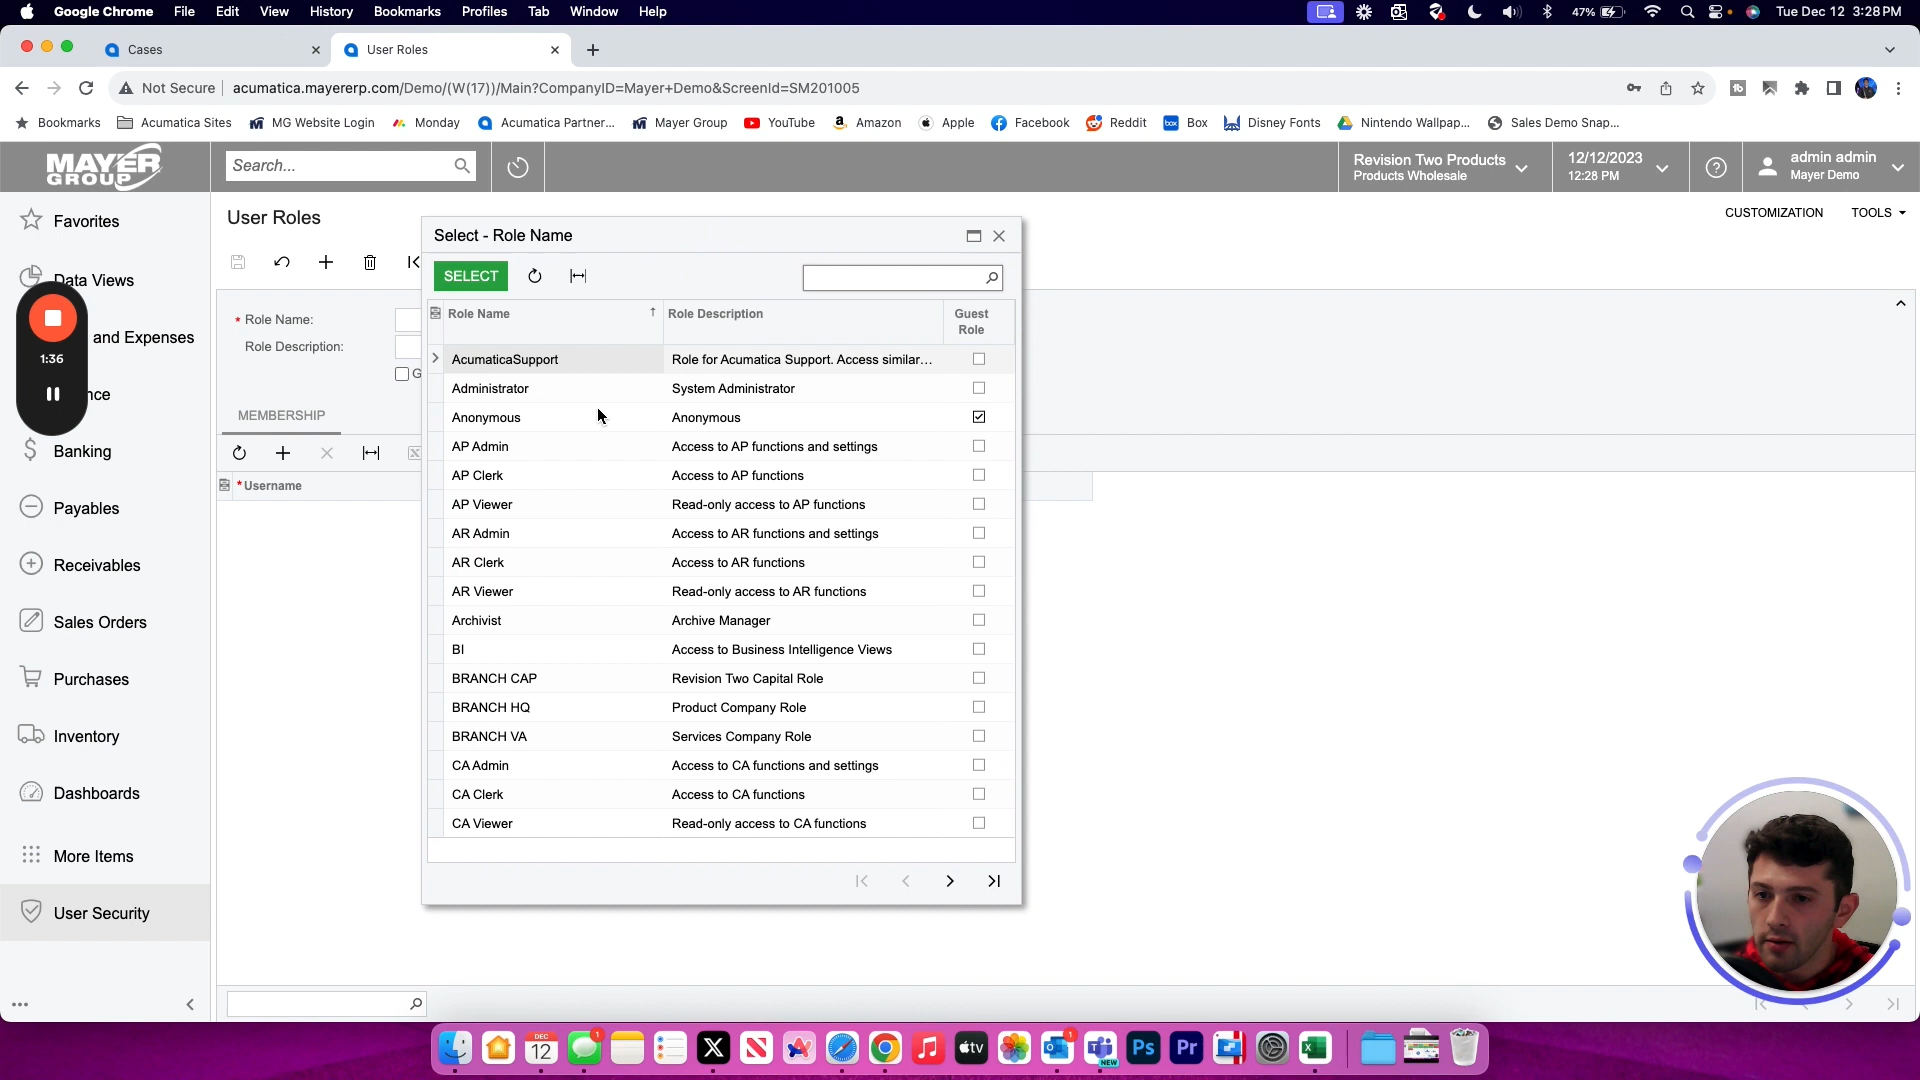 Google Chrome File Edit View History Bookmarks Profiles Tab Window Help 47% Tue Dec 12 3:28 PM
Cases User Roles
Not Secure acumatica.mayererp.com/Demo/(W(17))/Main?CompanyID=Mayer+Demo&ScreenId=SM201005
Bookmarks Acumatica Sites MG Website Login Monday Acumatica Partner... Mayer Group YouTube Amazon Apple Facebook Reddit Box Disney Fonts Nintendo Wallpap... Sales Demo Snap...
MAYER GROUP
Search...
Revision Two Products
Products Wholesale
12/12/2023
12:28 PM
admin admin
Mayer Demo
Favorites
Data Views
and Expenses
nce
Banking
Payables
Receivables
Sales Orders
Purchases
Inventory
Dashboards
More Items
User Security
1:36
User Roles
CUSTOMIZATION TOOLS
* Role Name:
Role Description:
G
MEMBERSHIP
* Username
Select - Role Name
SELECT
Role Name Role Description Guest Role
AcumaticaSupport Role for Acumatica Support. Access similar...
Administrator System Administrator
Anonymous Anonymous
AP Admin Access to AP functions and settings
AP Clerk Access to AP functions
AP Viewer Read-only access to AP functions
AR Admin Access to AR functions and settings
AR Clerk Access to AR functions
AR Viewer Read-only access to AR functions
Archivist Archive Manager
BI Access to Business Intelligence Views
BRANCH CAP Revision Two Capital Role
BRANCH HQ Product Company Role
BRANCH VA Services Company Role
CA Admin Access to CA functions and settings
CA Clerk Access to CA functions
CA Viewer Read-only access to CA functions
DEC
12
1
tv
1
NEW
Ps
Pr